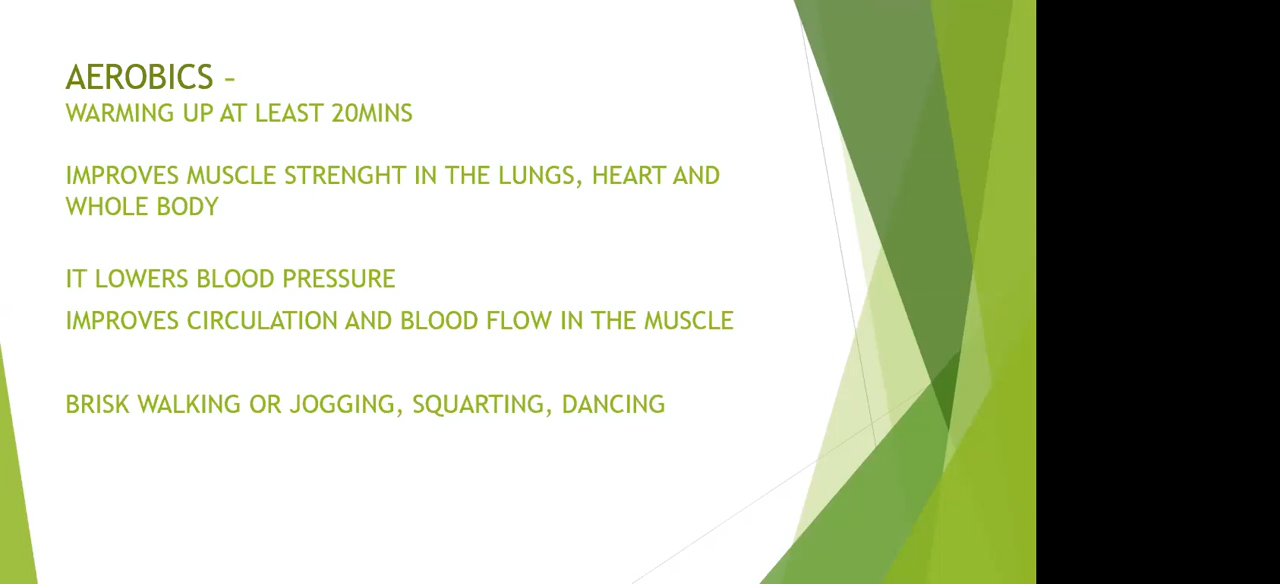 AEROBICS –
WARMING UP AT LEAST 20MINS
IMPROVES MUSCLE STRENGHT IN THE LUNGS, HEART AND
WHOLE BODY
IT LOWERS BLOOD PRESSURE
IMPROVES CIRCULATION AND BLOOD FLOW IN THE MUSCLE
BRISK WALKING OR JOGGING, SQUARTING, DANCING